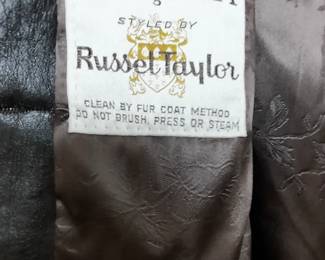 STYLED BY
Russel Taylor
CLEAN BY FUR COAT METHOD
DO NOT BRUSH, PRESS OR STEAM